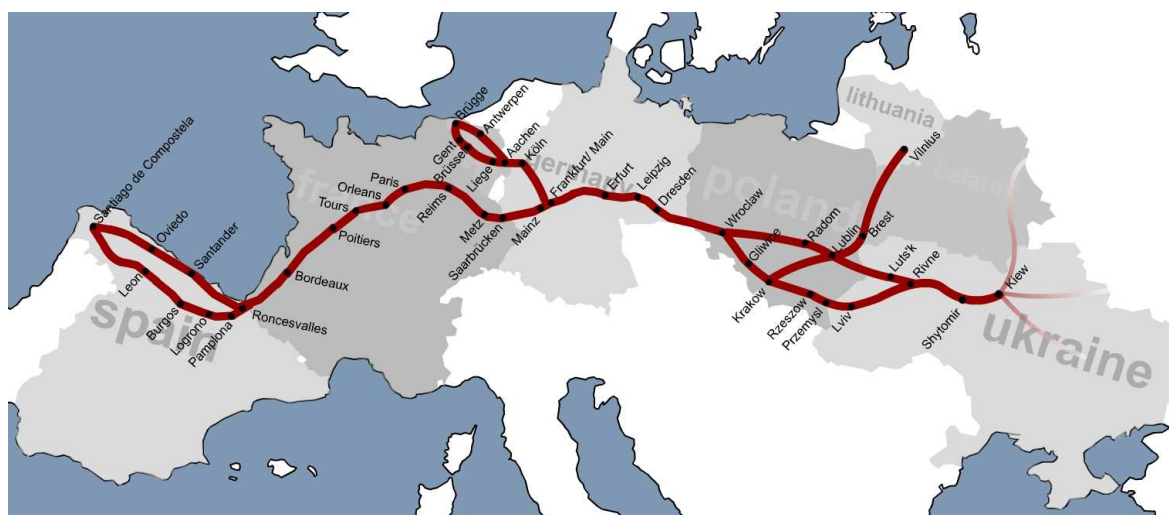 Santiago de Compostela
Oviedo
Santander
Leon
Burgos
Logrono
Pamplona
Roncesvalles
spain
Bordeaux
Poitiers
Tours
Orleans
Paris
Reims
france
Metz
Saarbrücken
Mainz
Brügge
Antwerpen
Gent
Brüssel
Liege
Aachen
Köln
Frankfurt/ Main
germany
Erfurt
Leipzig
Dresden
Wroclaw
Gliwice
Krakow
poland
Radom
Lublin
Brest
Vilnius
lithuania
Rzeszow
Przemysl
Lviv
Luts'k
Rivne
Shytomir
Kiew
ukraine